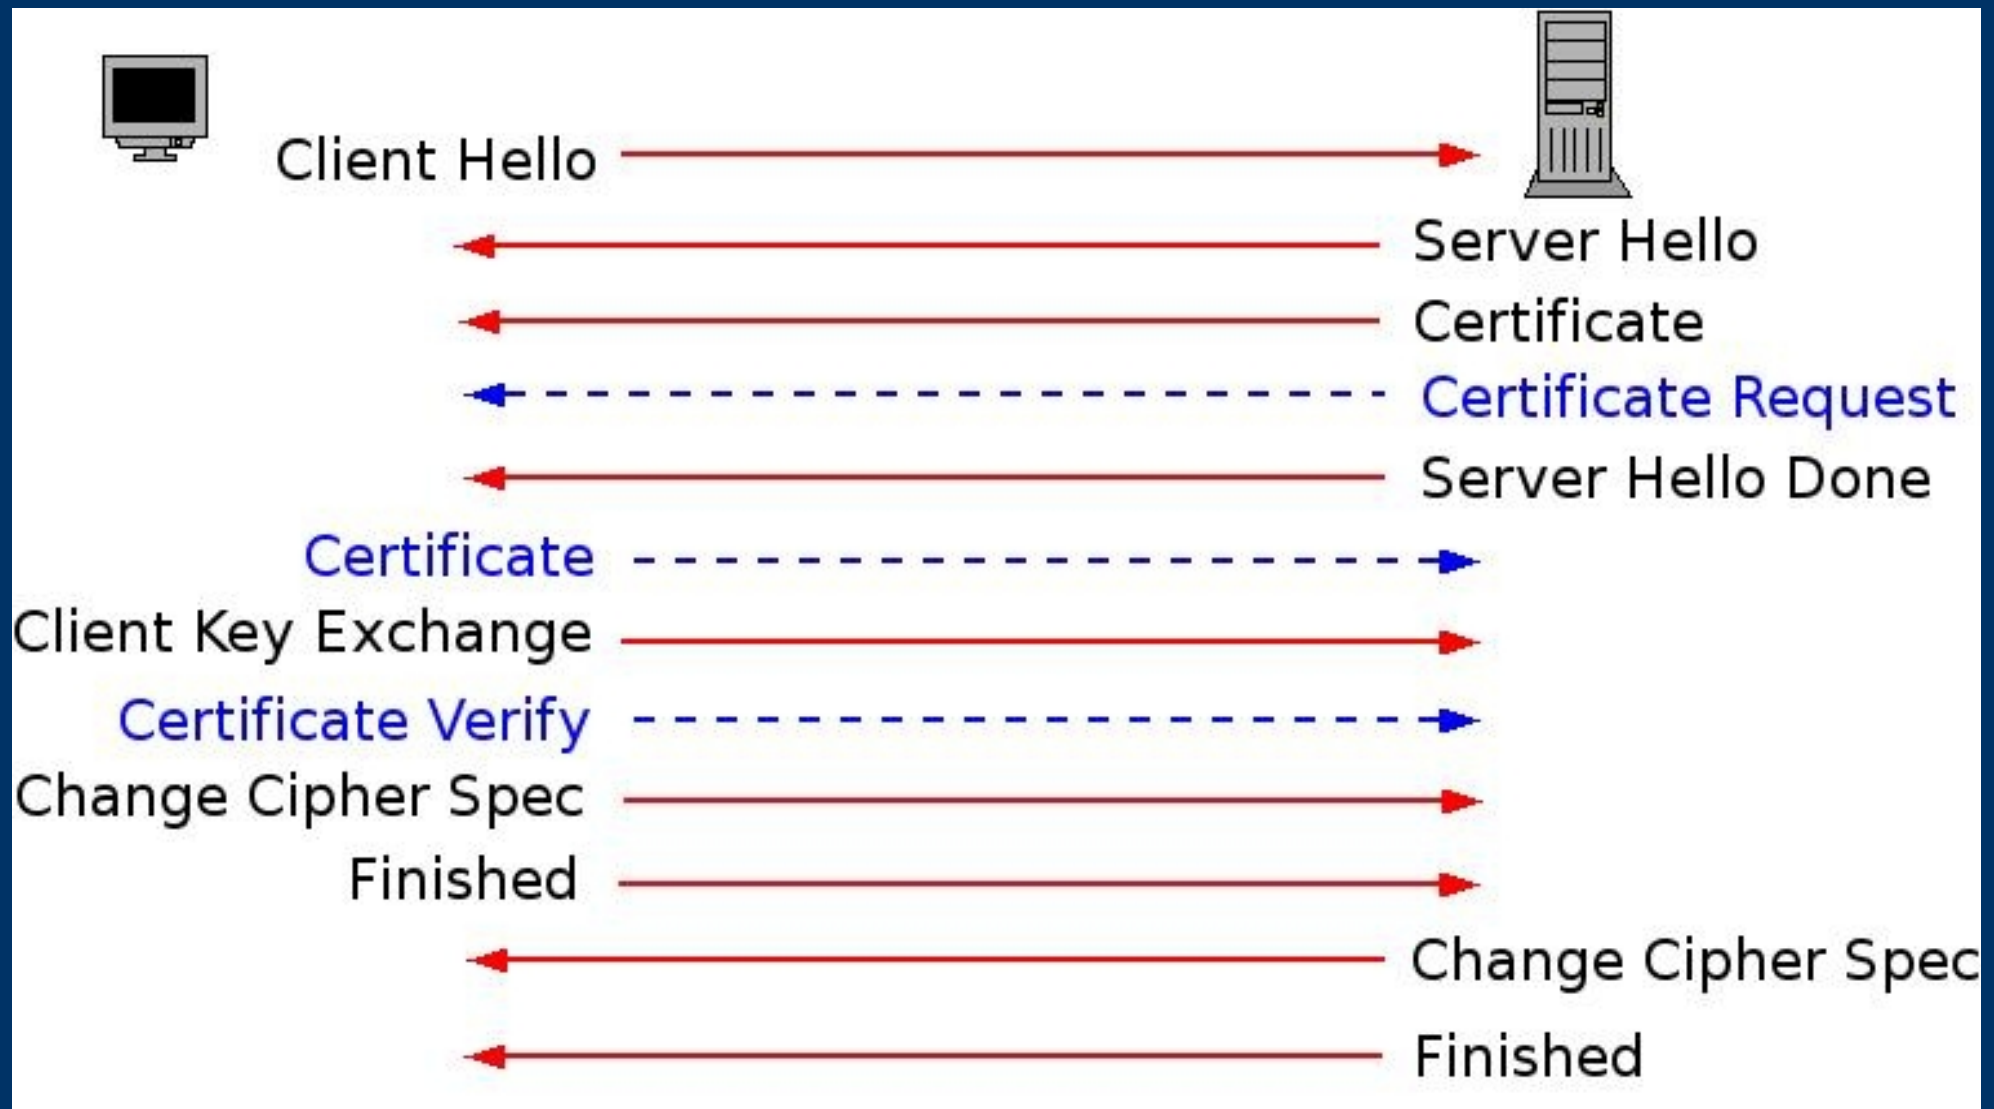 Client Hello
Server Hello
Certificate
Certificate Request
Server Hello Done
Certificate
Client Key Exchange
Certificate Verify
Change Cipher Spec
Finished
Change Cipher Spec
Finished